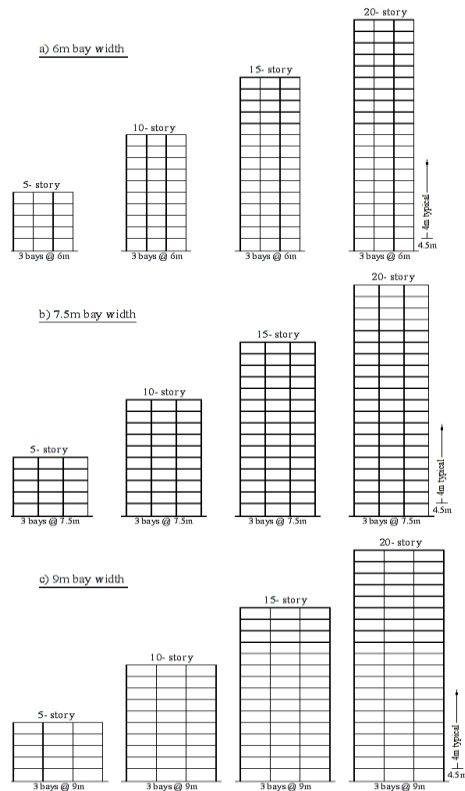 20- story
a) 6m bay width
15- story
10- story
5- story
4m typical
4.5m
3 bays @ 6m
3 bays @ 6m
3 bays @ 6m
3 bays @ 6m
20- story
b) 7.5m bay width
15- story
10- story
5- story
4m typical
4.5m
3 bays @ 7.5m
3 bays @ 7.5m
3 bays @ 7.5m
3 bays @ 7.5m
20- story
c) 9m bay width
15- story
10- story
5- story
4m typical
4.5m
3 bays @ 9m
3 bays @ 9m
3 bays @ 9m
3 bays @ 9m